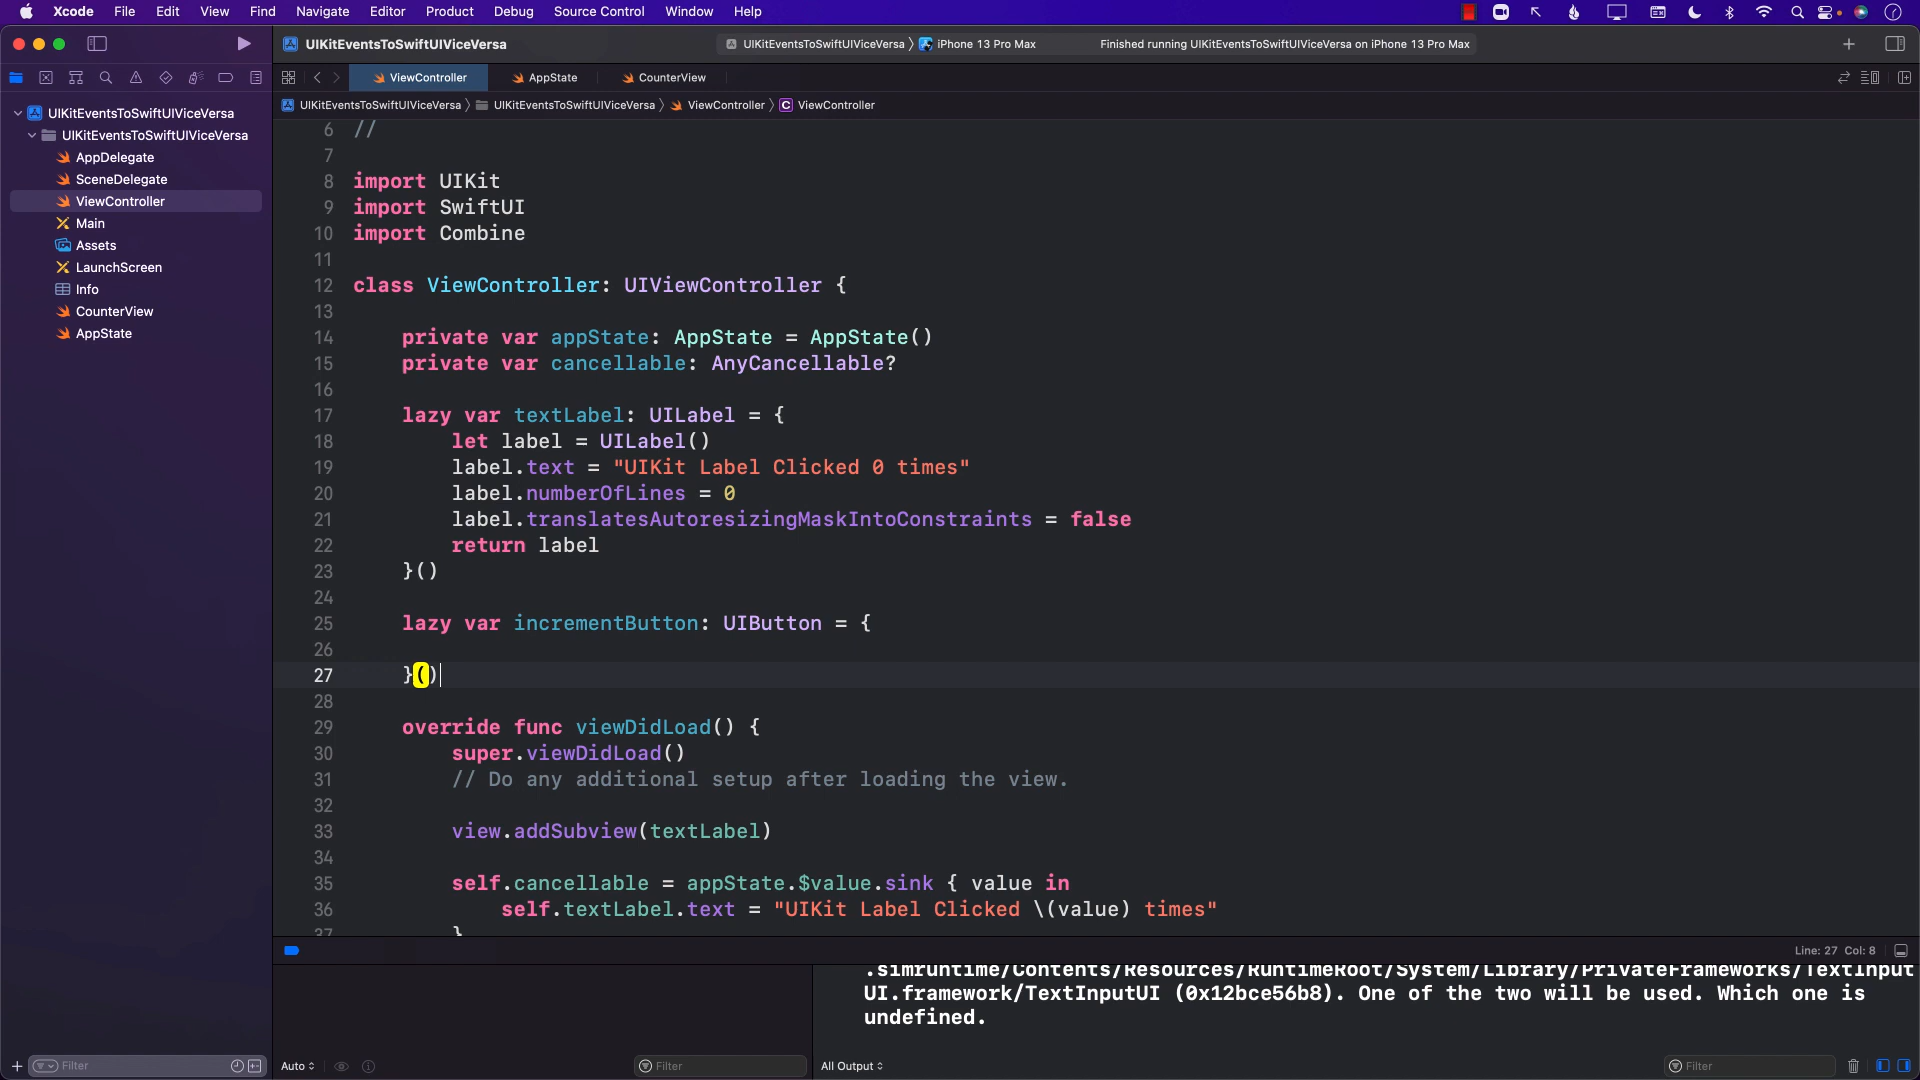 Xcode File Edit View Find Navigate Editor Product Debug Source Control Window Help
UIKitEventsToSwiftUIViceVersa
UIKitEventsToSwiftUIViceVersa iPhone 13 Pro Max
Finished running UIKitEventsToSwiftUIViceVersa on iPhone 13 Pro Max
ViewController AppState CounterView
UIKitEventsToSwiftUIViceVersa UIKitEventsToSwiftUIViceVersa ViewController C ViewController
UIKitEventsToSwiftUIViceVersa
UIKitEventsToSwiftUIViceVersa
AppDelegate
SceneDelegate
ViewController
Main
Assets
LaunchScreen
Info
CounterView
AppState
Filter
6 //
7
8 import UIKit
9 import SwiftUI
10 import Combine
11
12 class ViewController: UIViewController {
13
14 private var appState: AppState = AppState()
15 private var cancellable: AnyCancellable?
16
17 lazy var textLabel: UILabel = {
18 let label = UILabel()
19 label.text = "UIKit Label Clicked 0 times"
20 label.numberOfLines = 0
21 label.translatesAutoresizingMaskIntoConstraints = false
22 return label
23 }()
24
25 lazy var incrementButton: UIButton = {
26
27 }()
28
29 override func viewDidLoad() {
30 super.viewDidLoad()
31 // Do any additional setup after loading the view.
32
33 view.addSubview(textLabel)
34
35 self.cancellable = appState.$value.sink { value in
36 self.textLabel.text = "UIKit Label Clicked \(value) times"
37 }
Line: 27 Col: 8
.simruntime/Contents/Resources/RuntimeRoot/System/Library/PrivateFrameworks/TextInput
UI.framework/TextInputUI (0x12bce56b8). One of the two will be used. Which one is
undefined.
Auto Filter
All Output Filter